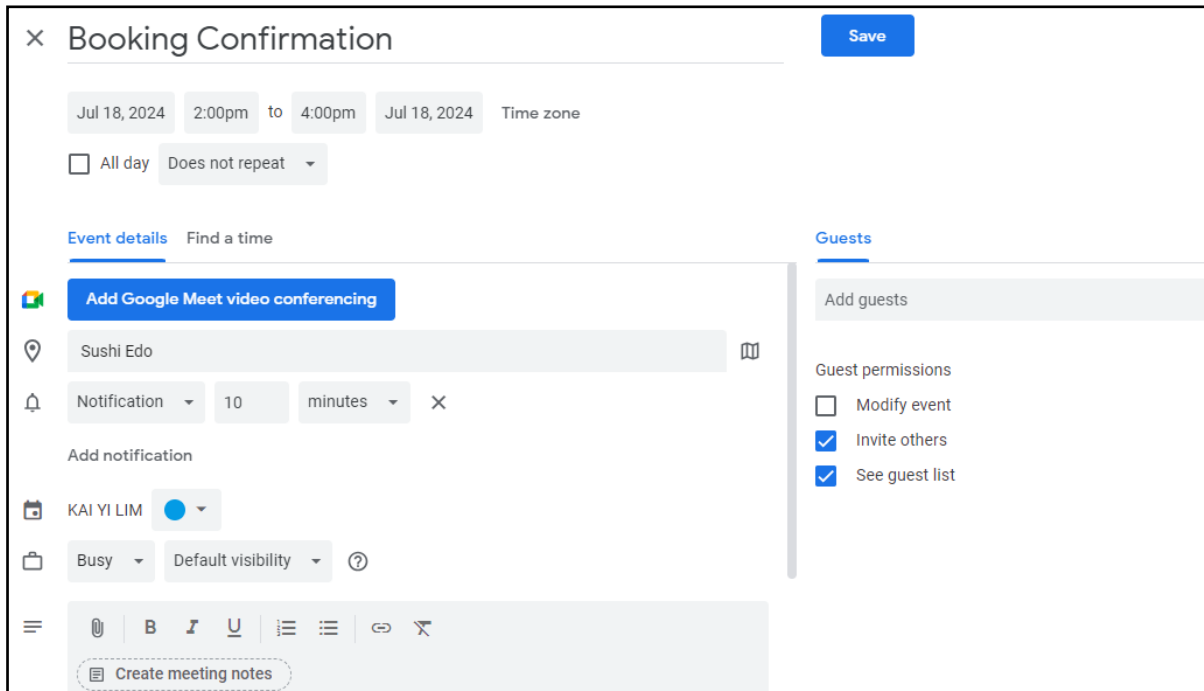 Booking Confirmation
Save
Jul 18, 2024 2:00pm to 4:00pm Jul 18, 2024 Time zone
All day Does not repeat
Event details Find a time
Guests
Add Google Meet video conferencing
Add guests
Sushi Edo
Guest permissions
Notification 10 minutes
Modify event
Invite others
Add notification
See guest list
KAI YI LIM
Busy Default visibility
B I U
Create meeting notes